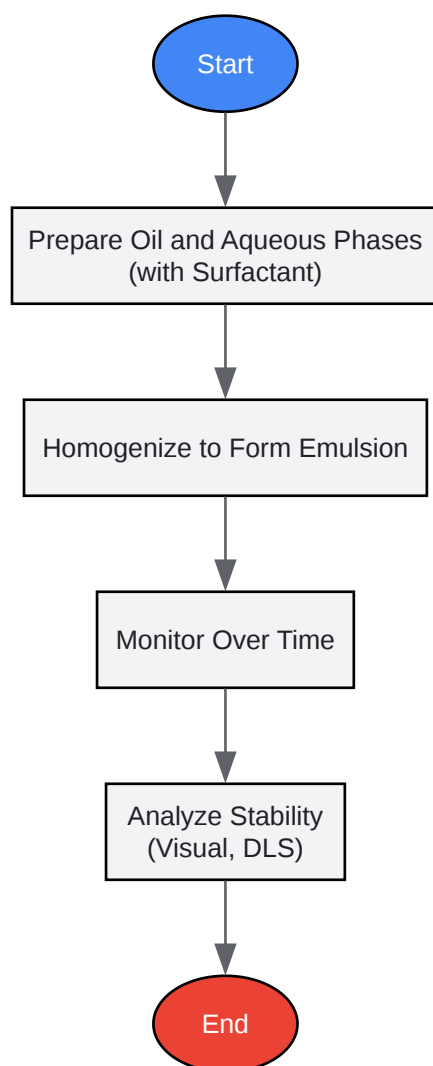 Start
Prepare Oil and Aqueous Phases
(with Surfactant)
Homogenize to Form Emulsion
Monitor Over Time
Analyze Stability
(Visual, DLS)
End